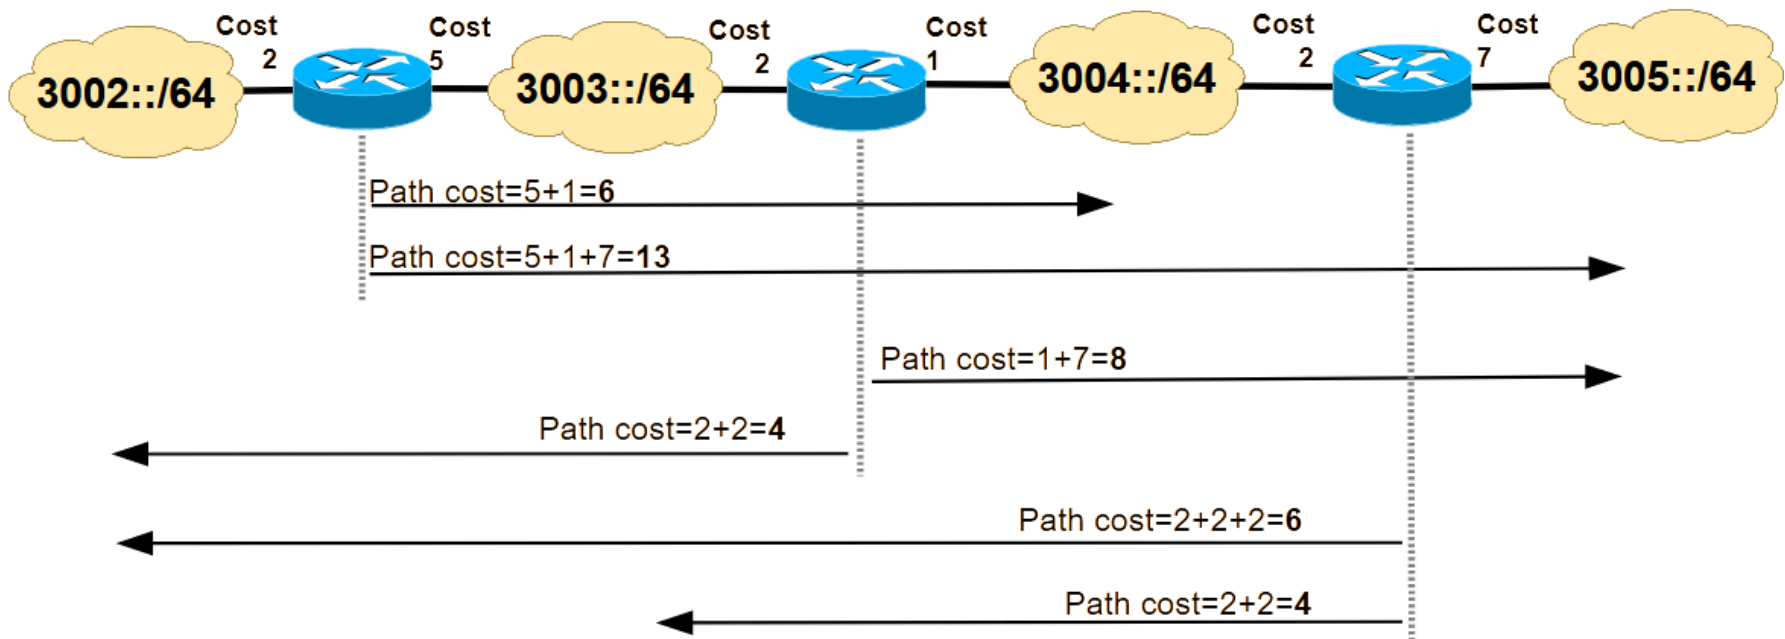 Cost
2
Cost
5
Cost
2
Cost
1
Cost
2
Cost
7
3002::/64
3003::/64
3004::/64
3005::/64
Path cost=5+1=6
Path cost=5+1+7=13
Path cost=1+7=8
Path cost=2+2=4
Path cost=2+2+2=6
Path cost=2+2=4